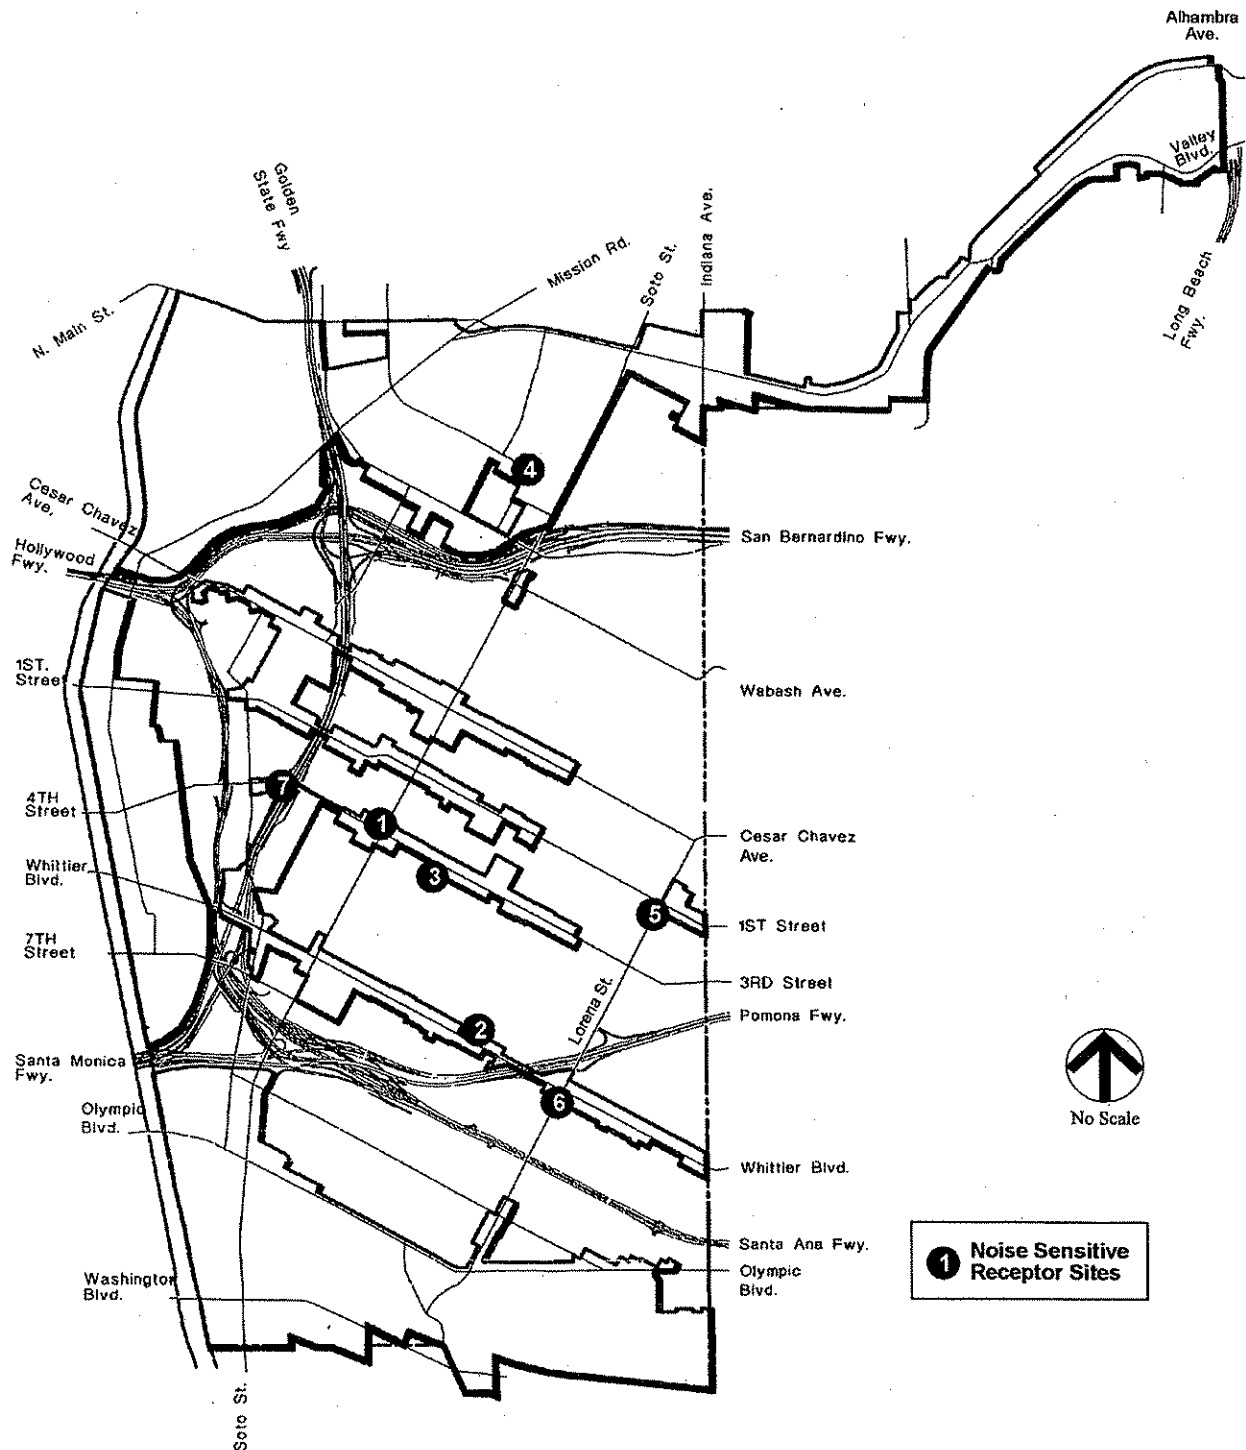 Alhambra
Ave.
Valley
Blvd.
Golden
State Fwy
Mission Rd.
Soto St.
Indiana Ave.
Long Beach
Fwy.
N. Main St.
4
Cesar Chavez
Ave.
Hollywood
Fwy.
San Bernardino Fwy.
1ST.
Street
Wabash Ave.
7
4TH
Street
1
Cesar Chavez
Ave.
Whittier
Blvd.
3
5
1ST Street
7TH
Street
3RD Street
Lorena St.
Pomona Fwy.
2
Santa Monica
Fwy.
6
No Scale
Olympic
Blvd.
Whittier Blvd.
Santa Ana Fwy.
Olympic
Blvd.
1 Noise Sensitive
Receptor Sites
Washington
Blvd.
Soto St.